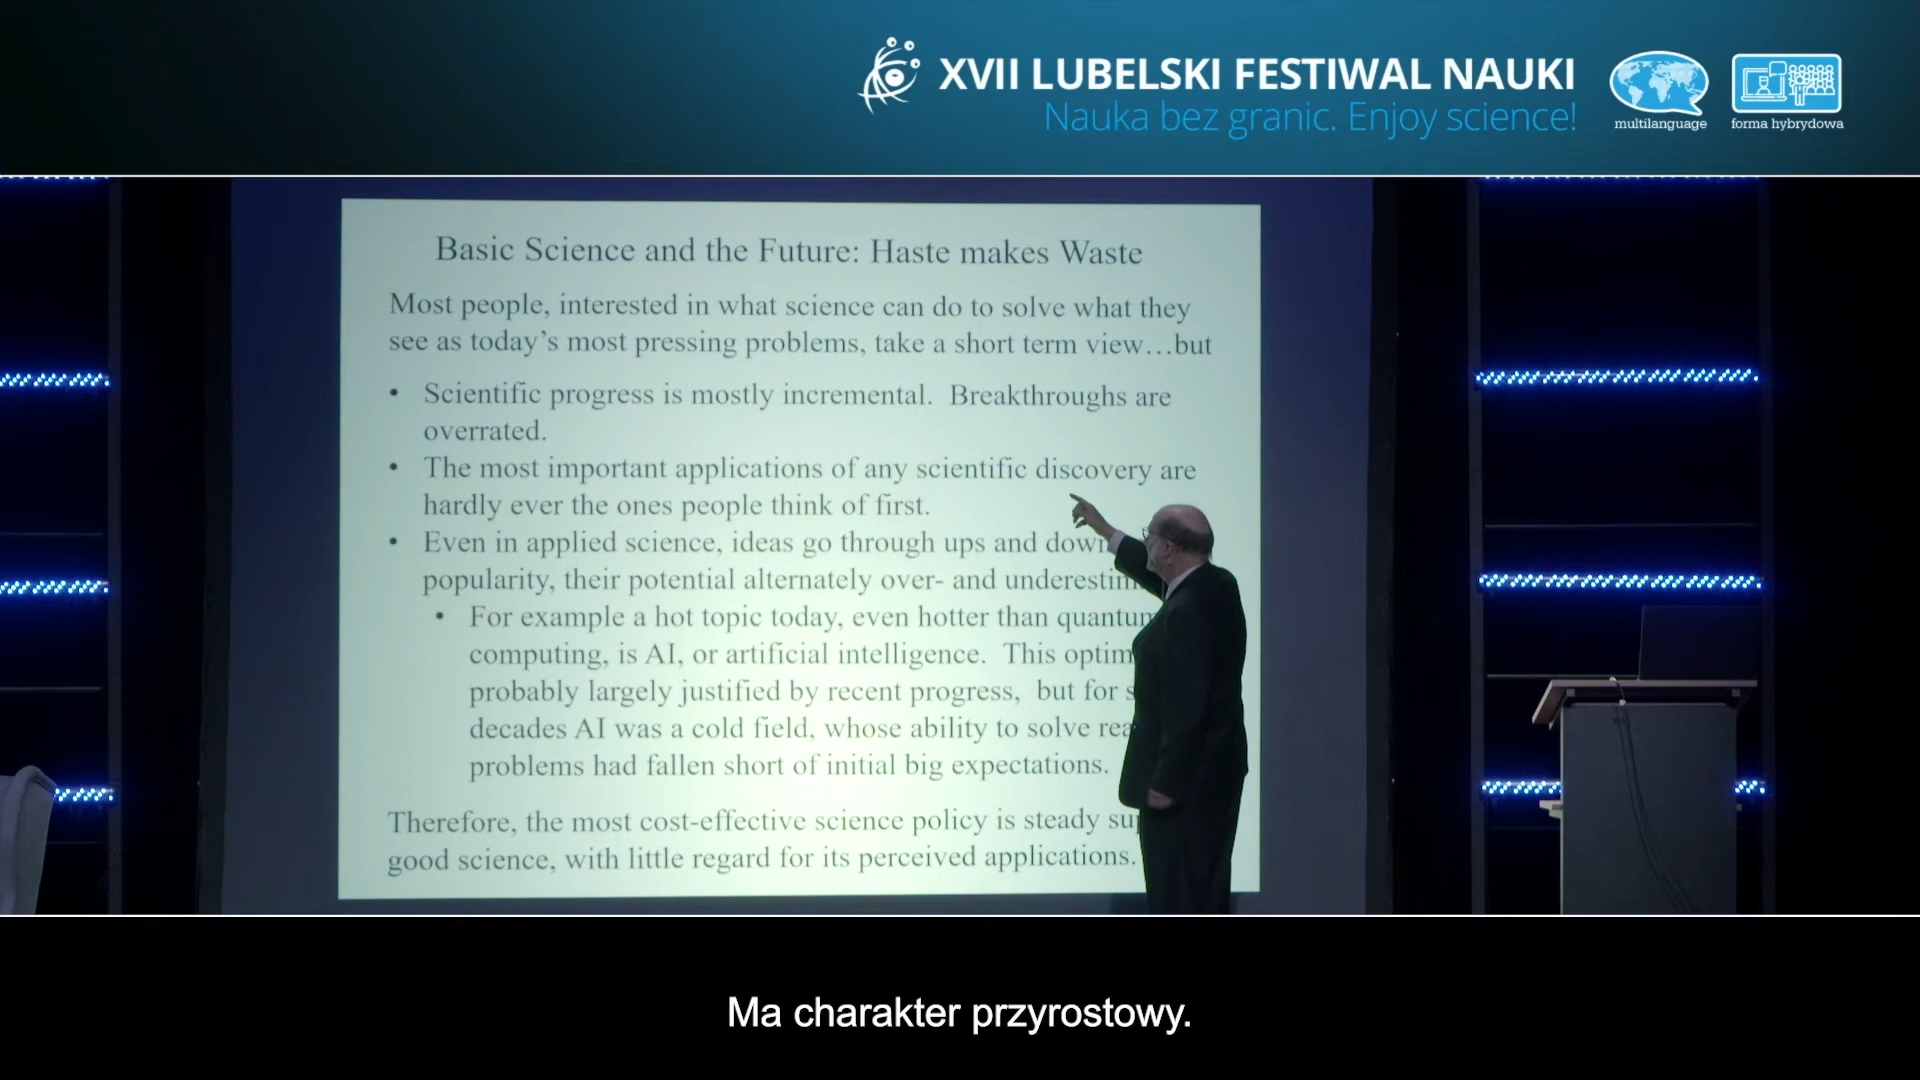 XVII LUBELSKI FESTIWAL NAUKI
Nauka bez granic. Enjoy science!
multilanguage
forma hybrydowa
Basic Science and the Future: Haste makes Waste
Most people, interested in what science can do to solve what they
see as today's most pressing problems, take a short term view…but
• Scientific progress is mostly incremental. Breakthroughs are
overrated.
• The most important applications of any scientific discovery are
hardly ever the ones people think of first.
• Even in applied science, ideas go through ups and
popularity, their potential alternately over- and
• For example a hot topic today, even hotter than
computing, is AI, or artificial intelligence. This
probably largely justified by recent progress, but for
decades AI was a cold field, whose ability to solve
problems had fallen short of initial big expectations.
Therefore, the most cost-effective science policy is steady
good science, with little regard for its perceived applications.
Ma charakter przyrostowy.